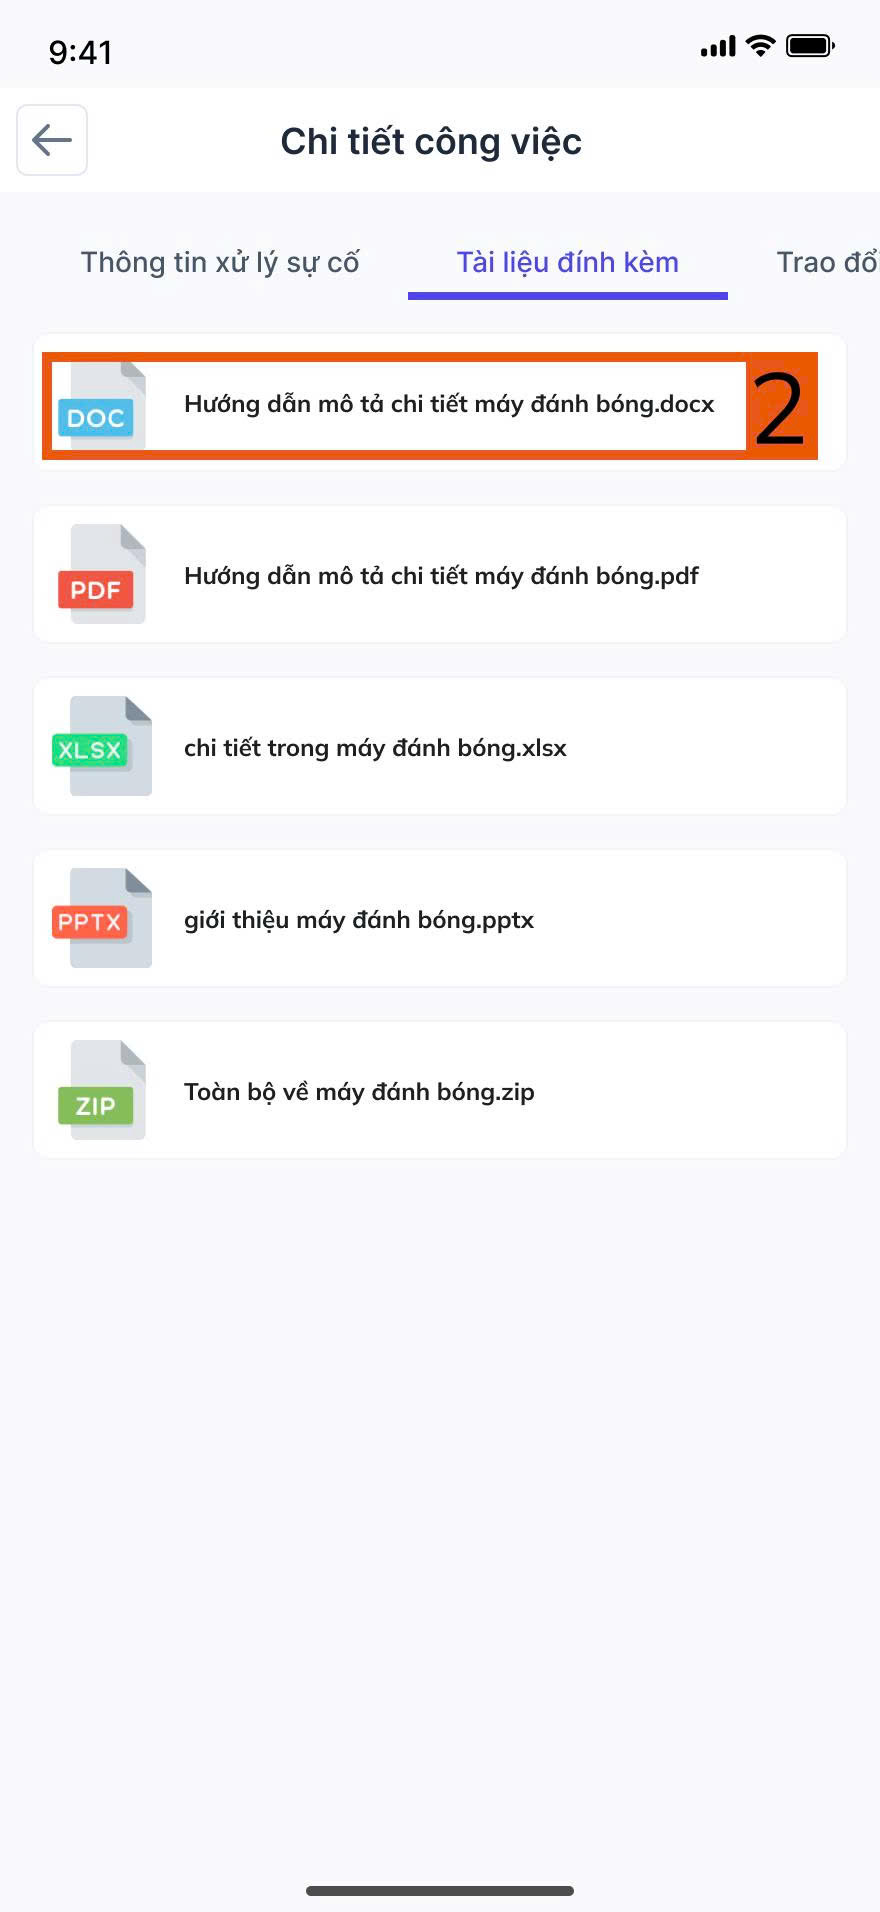 9:41
Chi tiết công việc
Thông tin xử lý sự cố Tài liệu đính kèm Trao đổi
DOC Hướng dẫn mô tả chi tiết máy đánh bóng.docx 2
PDF Hướng dẫn mô tả chi tiết máy đánh bóng.pdf
XLSX chi tiết trong máy đánh bóng.xlsx
PPTX giới thiệu máy đánh bóng.pptx
ZIP Toàn bộ về máy đánh bóng.zip